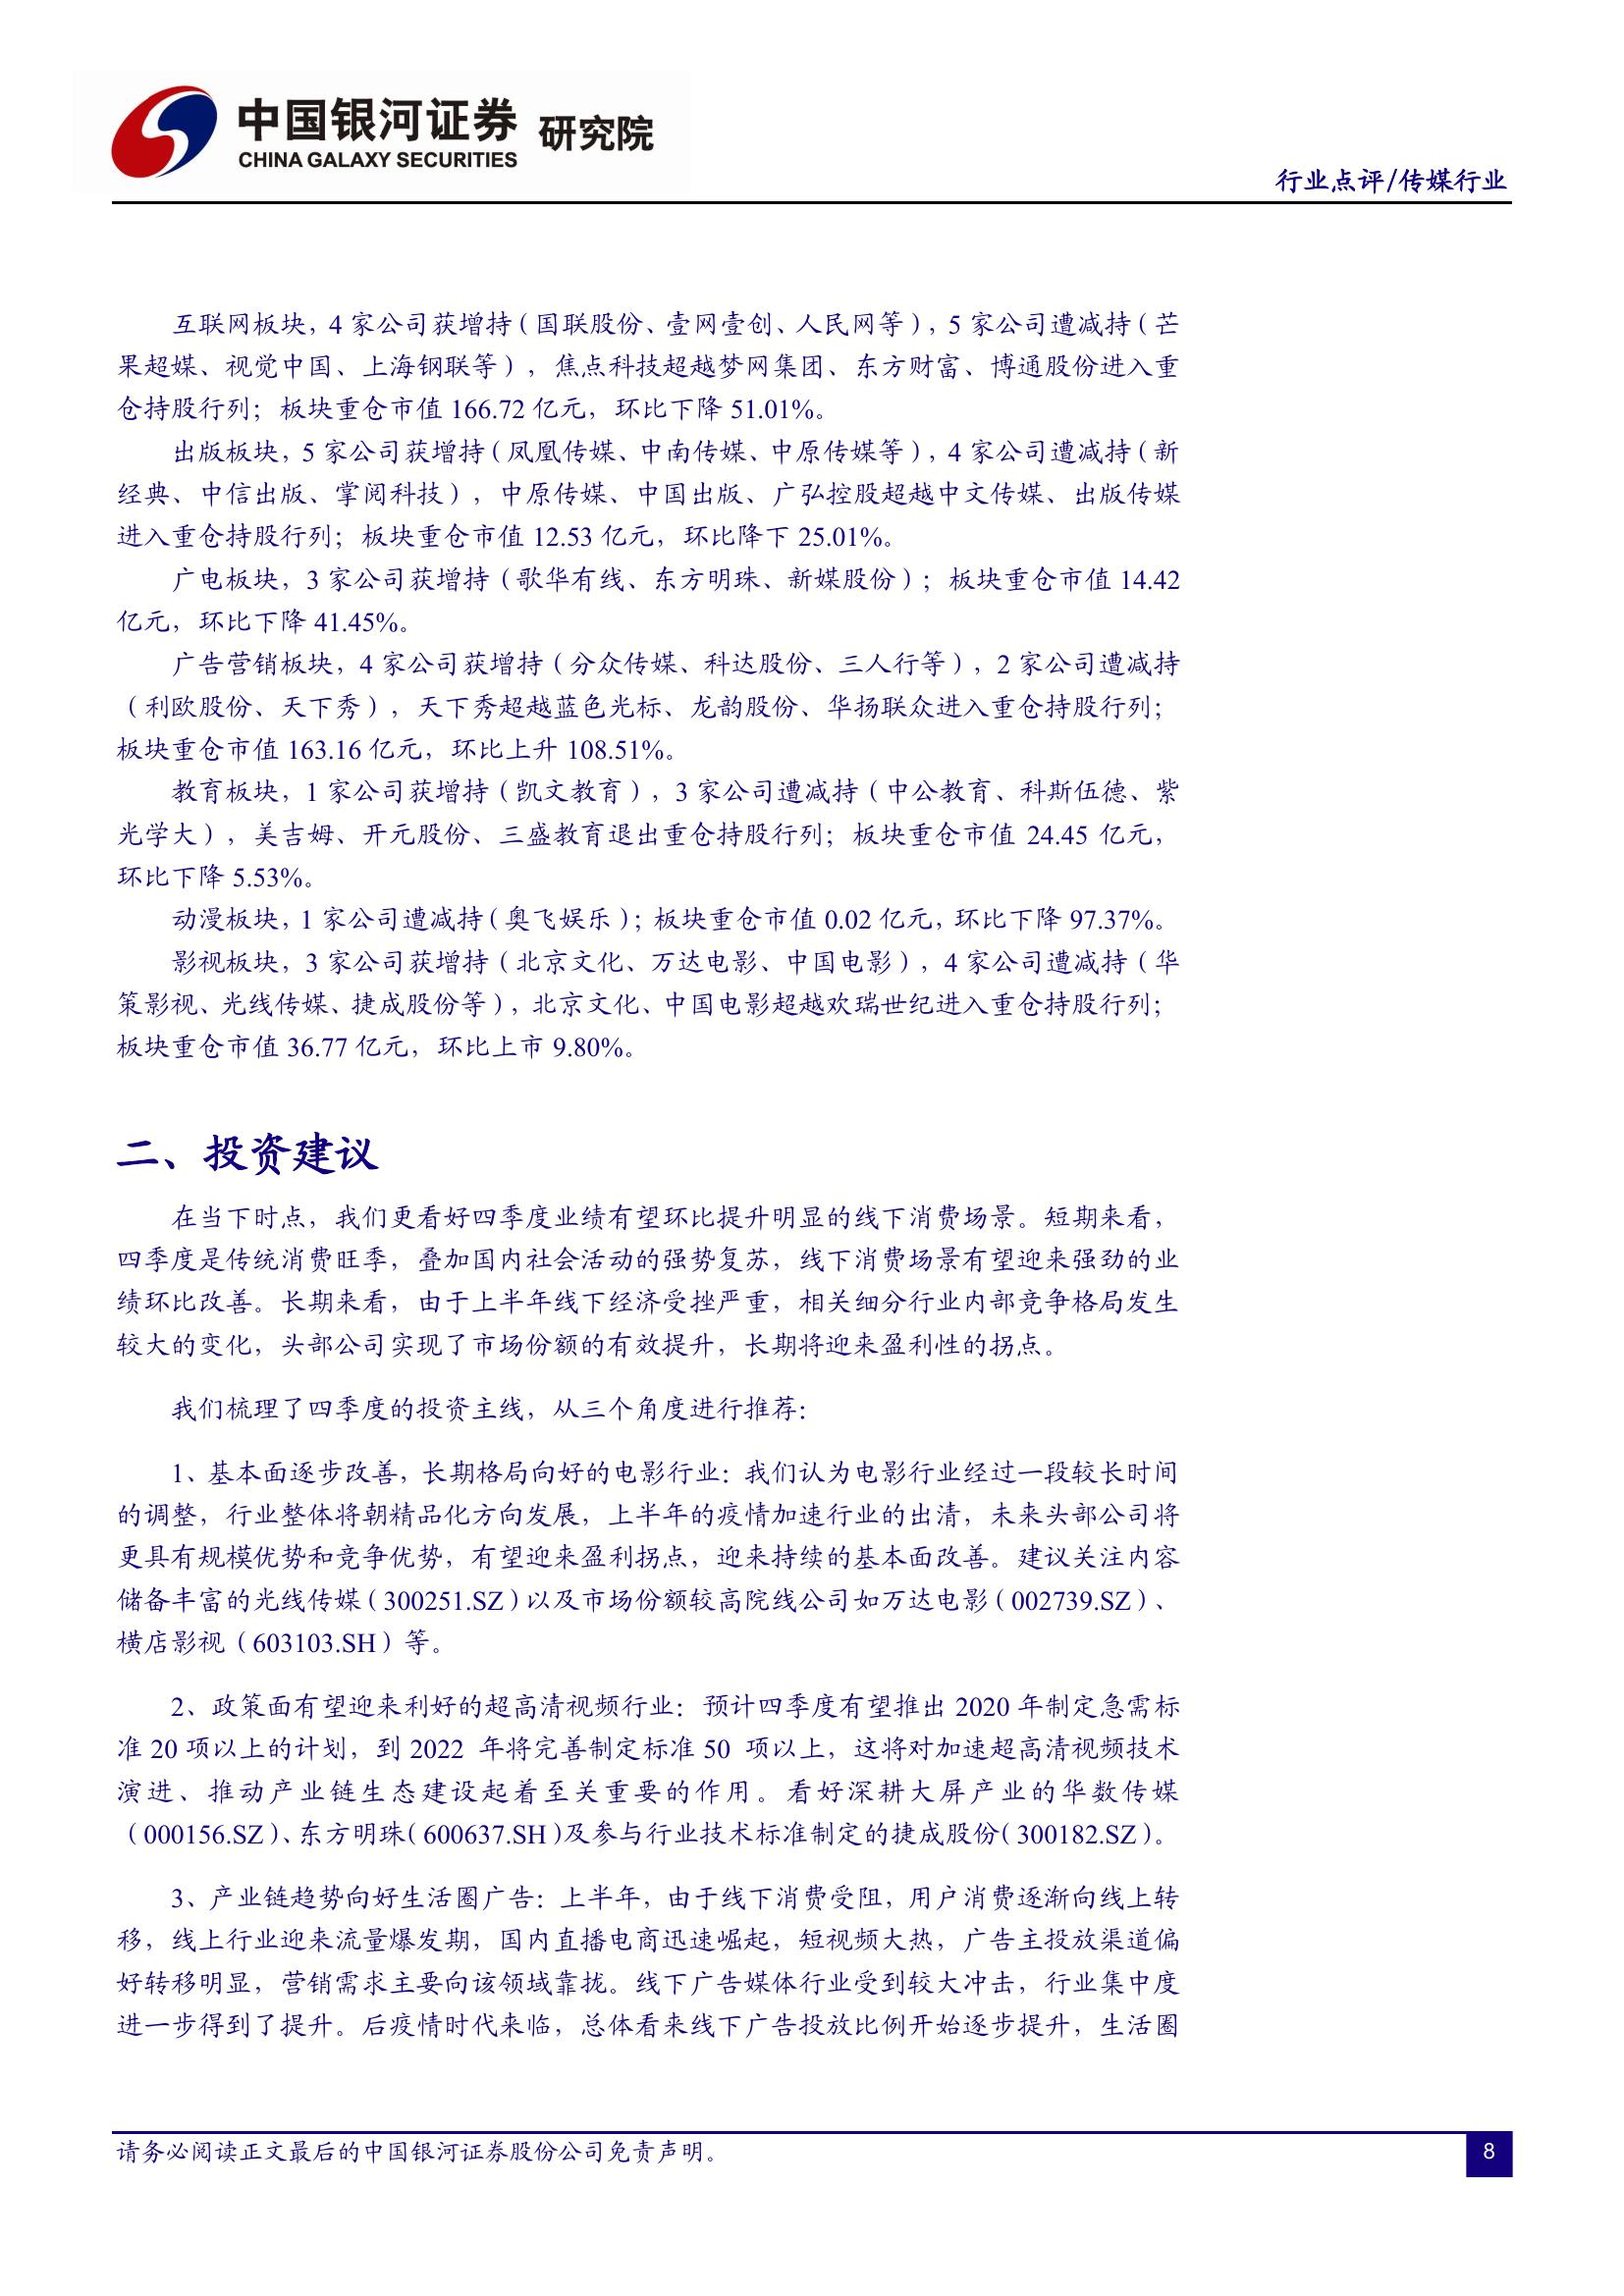 中国银河证券 研究院
CHINA GALAXY SECURITIES
行业点评/传媒行业
互联网板块，4 家公司获增持（国联股份、壹网壹创、人民网等），5 家公司遭减持（芒
果超媒、视觉中国、上海钢联等），焦点科技超越梦网集团、东方财富、博通股份进入重
仓持股行列；板块重仓市值 166.72 亿元，环比下降 51.01%。
出版板块，5 家公司获增持（凤凰传媒、中南传媒、中原传媒等），4 家公司遭减持（新
经典、中信出版、掌阅科技），中原传媒、中国出版、广弘控股超越中文传媒、出版传媒
进入重仓持股行列；板块重仓市值 12.53 亿元，环比降下 25.01%。
广电板块，3 家公司获增持（歌华有线、东方明珠、新媒股份）；板块重仓市值 14.42
亿元，环比下降 41.45%。
广告营销板块，4 家公司获增持（分众传媒、科达股份、三人行等），2 家公司遭减持
（利欧股份、天下秀），天下秀超越蓝色光标、龙韵股份、华扬联众进入重仓持股行列；
板块重仓市值 163.16 亿元，环比上升 108.51%。
教育板块，1 家公司获增持（凯文教育），3 家公司遭减持（中公教育、科斯伍德、紫
光学大），美吉姆、开元股份、三盛教育退出重仓持股行列；板块重仓市值 24.45 亿元，
环比下降 5.53%。
动漫板块，1 家公司遭减持（奥飞娱乐）；板块重仓市值 0.02 亿元，环比下降 97.37%。
影视板块，3 家公司获增持（北京文化、万达电影、中国电影），4 家公司遭减持（华
策影视、光线传媒、捷成股份等），北京文化、中国电影超越欢瑞世纪进入重仓持股行列；
板块重仓市值 36.77 亿元，环比上市 9.80%。
二、投资建议
在当下时点，我们更看好四季度业绩有望环比提升明显的线下消费场景。短期来看，
四季度是传统消费旺季，叠加国内社会活动的强势复苏，线下消费场景有望迎来强劲的业
绩环比改善。长期来看，由于上半年线下经济受挫严重，相关细分行业内部竞争格局发生
较大的变化，头部公司实现了市场份额的有效提升，长期将迎来盈利性的拐点。
我们梳理了四季度的投资主线，从三个角度进行推荐：
1、基本面逐步改善，长期格局向好的电影行业：我们认为电影行业经过一段较长时间
的调整，行业整体将朝精品化方向发展，上半年的疫情加速行业的出清，未来头部公司将
更具有规模优势和竞争优势，有望迎来盈利拐点，迎来持续的基本面改善。建议关注内容
储备丰富的光线传媒（300251.SZ）以及市场份额较高院线公司如万达电影（002739.SZ）、
横店影视（603103.SH）等。
2、政策面有望迎来利好的超高清视频行业：预计四季度有望推出 2020 年制定急需标
准 20 项以上的计划，到 2022 年将完善制定标准 50 项以上，这将对加速超高清视频技术
演进、推动产业链生态建设起着至关重要的作用。看好深耕大屏产业的华数传媒
（000156.SZ）、东方明珠（600637.SH）及参与行业技术标准制定的捷成股份（300182.SZ）。
3、产业链趋势向好生活圈广告：上半年，由于线下消费受阻，用户消费逐渐向线上转
移，线上行业迎来流量爆发期，国内直播电商迅速崛起，短视频大热，广告主投放渠道偏
好转移明显，营销需求主要向该领域靠拢。线下广告媒体行业受到较大冲击，行业集中度
进一步得到了提升。后疫情时代来临，总体看来线下广告投放比例开始逐步提升，生活圈
请务必阅读正文最后的中国银河证券股份公司免责声明。
8